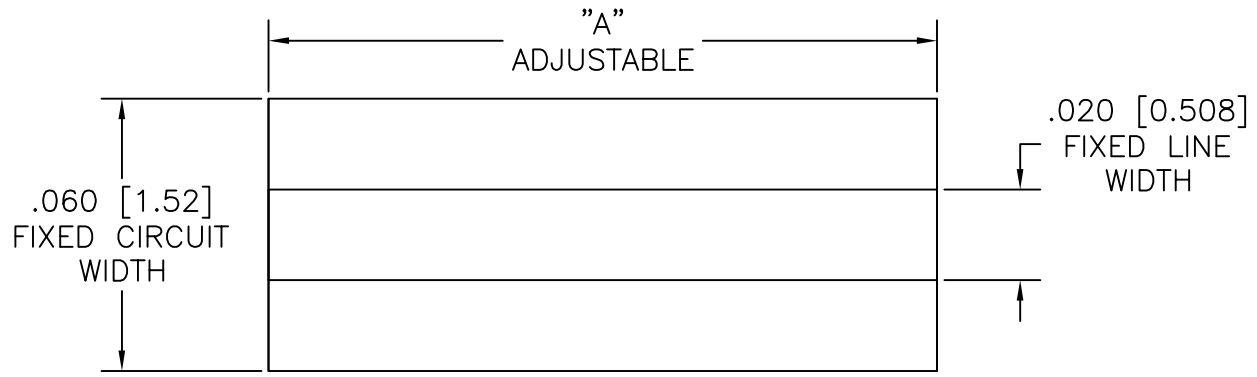 ”A”
ADJUSTABLE
.020 [0.508]
FIXED LINE
WIDTH
.060 [1.52]
FIXED CIRCUIT
WIDTH